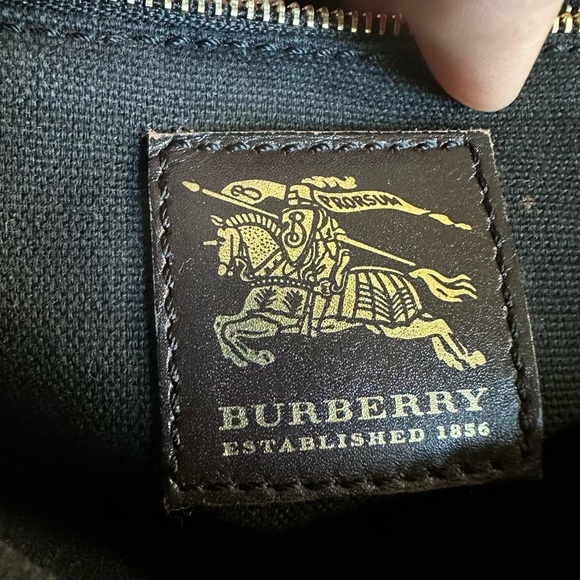 B
PRORSUM
B
BURBERRY
ESTABLISHED 1856